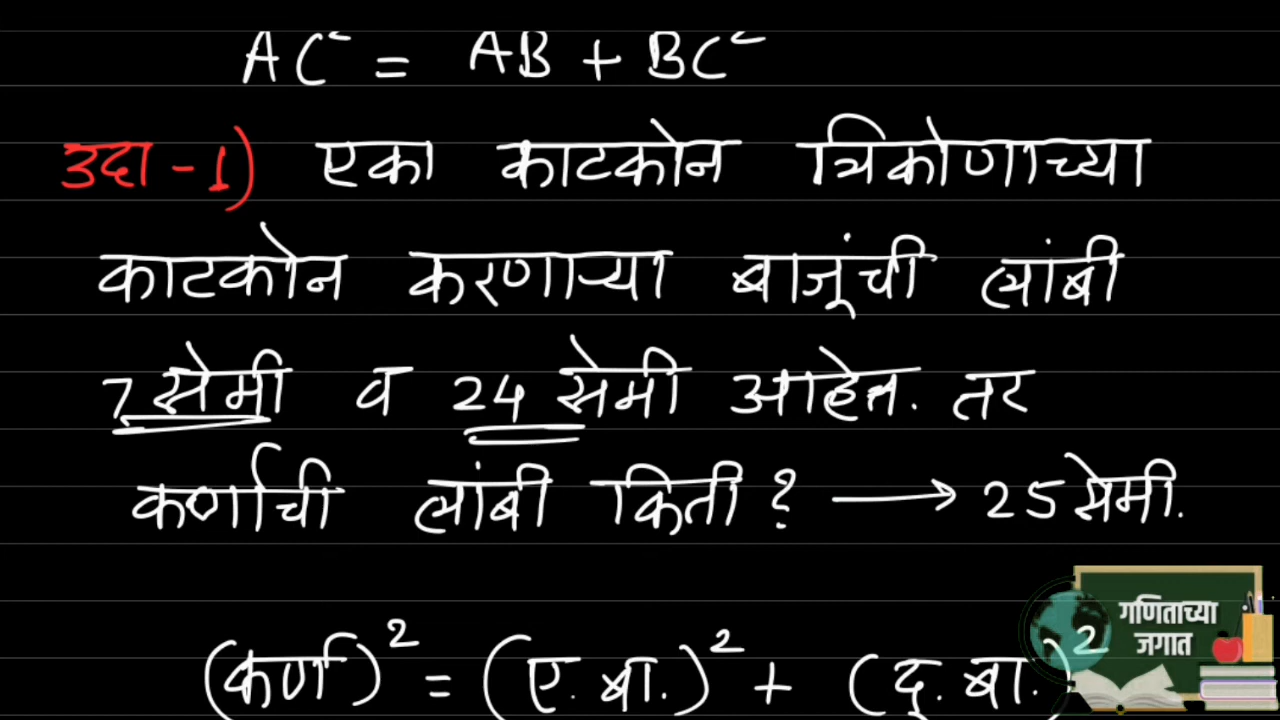 AC² = AB + BC²
उदा - 1) एका काटकोन त्रिकोणाच्या
काटकोन करणाऱ्या बाजूंची लांबी
7 सेमी व 24 सेमी आहेत. तर
कर्णाची लांबी किती ? → 25 सेमी.
(कर्ण)² = (ए. बा.)² + (दु. बा.)²
गणिताच्या
जगात